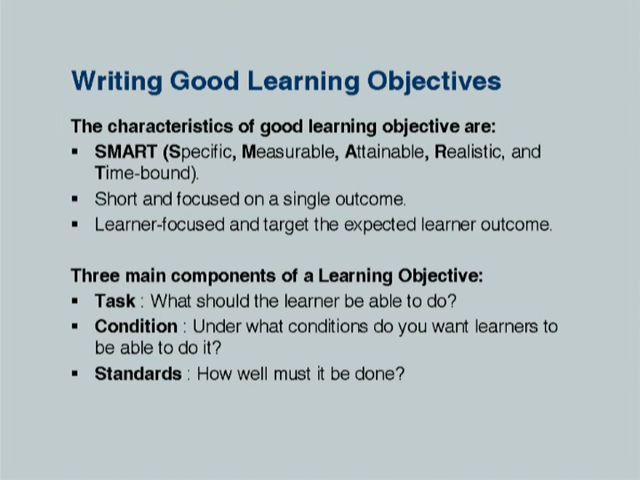 Writing Good Learning Objectives
The characteristics of good learning objective are:
▪ SMART (Specific, Measurable, Attainable, Realistic, and
Time-bound).
▪ Short and focused on a single outcome.
▪ Learner-focused and target the expected learner outcome.
Three main components of a Learning Objective:
▪ Task : What should the learner be able to do?
▪ Condition : Under what conditions do you want learners to
be able to do it?
▪ Standards : How well must it be done?